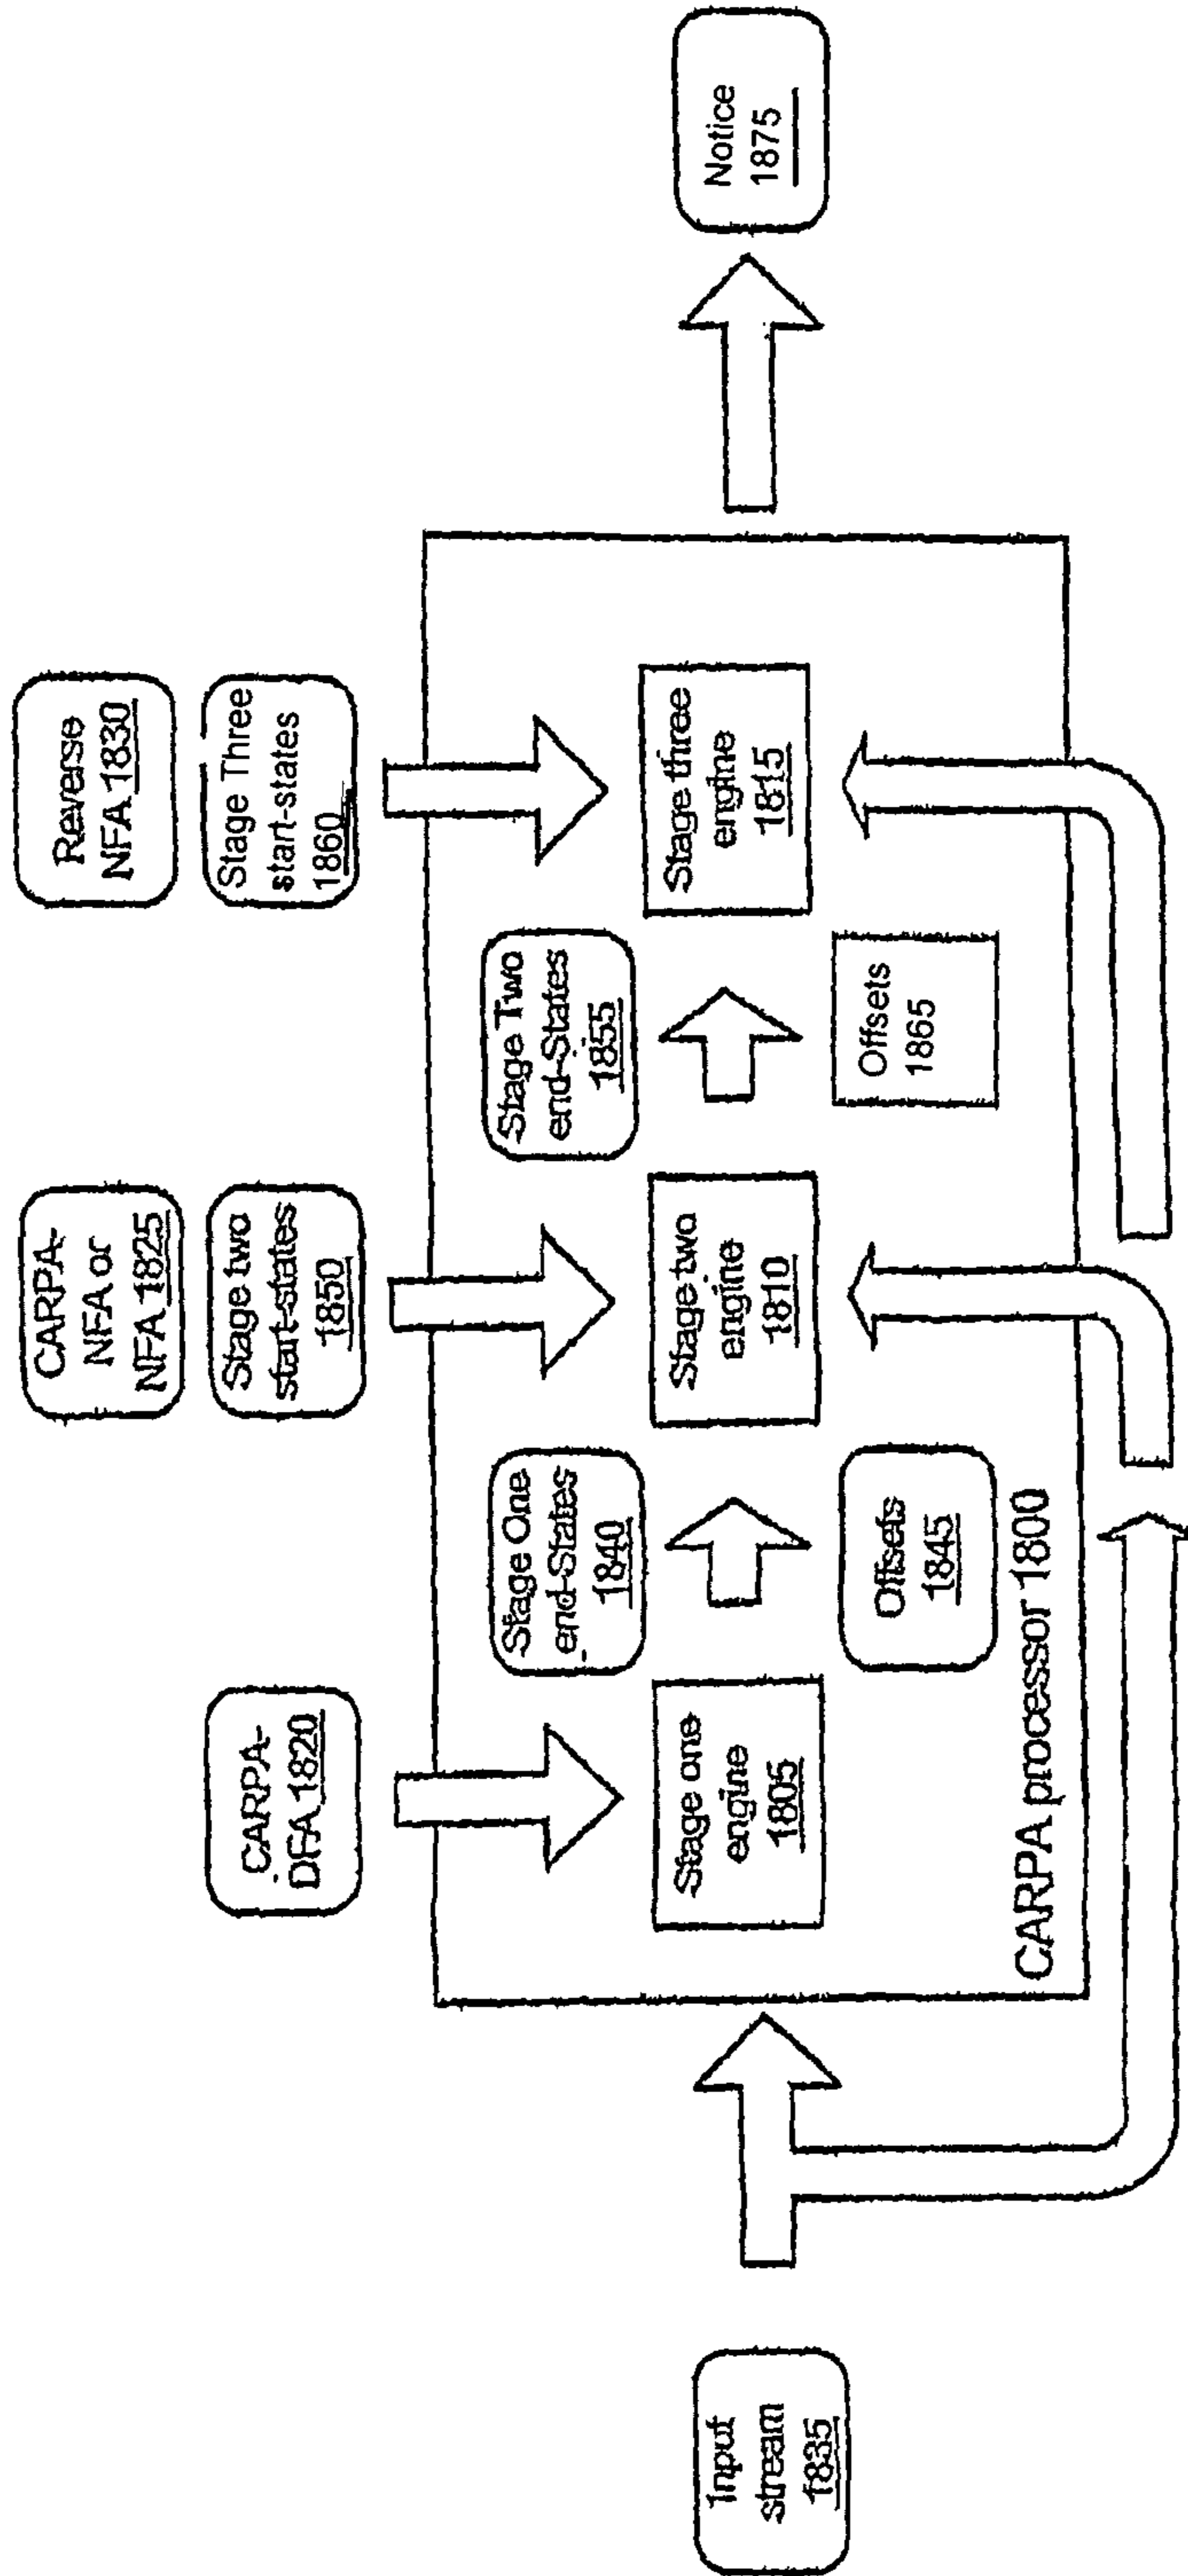 CARPA-
DFA 1820
CARPA-
NFA or
NFA 1825
Stage two
start-states
1850
Reverse
NFA 1830
Stage Three
start-states
1860
Input
stream
1835
Stage one
engine
1805
Stage One
end-States
1840
Offsets
1845
Stage two
engine
1810
Stage Two
end-States
1855
Offsets
1865
Stage three
engine
1815
Notice
1875
CARPA processor 1800